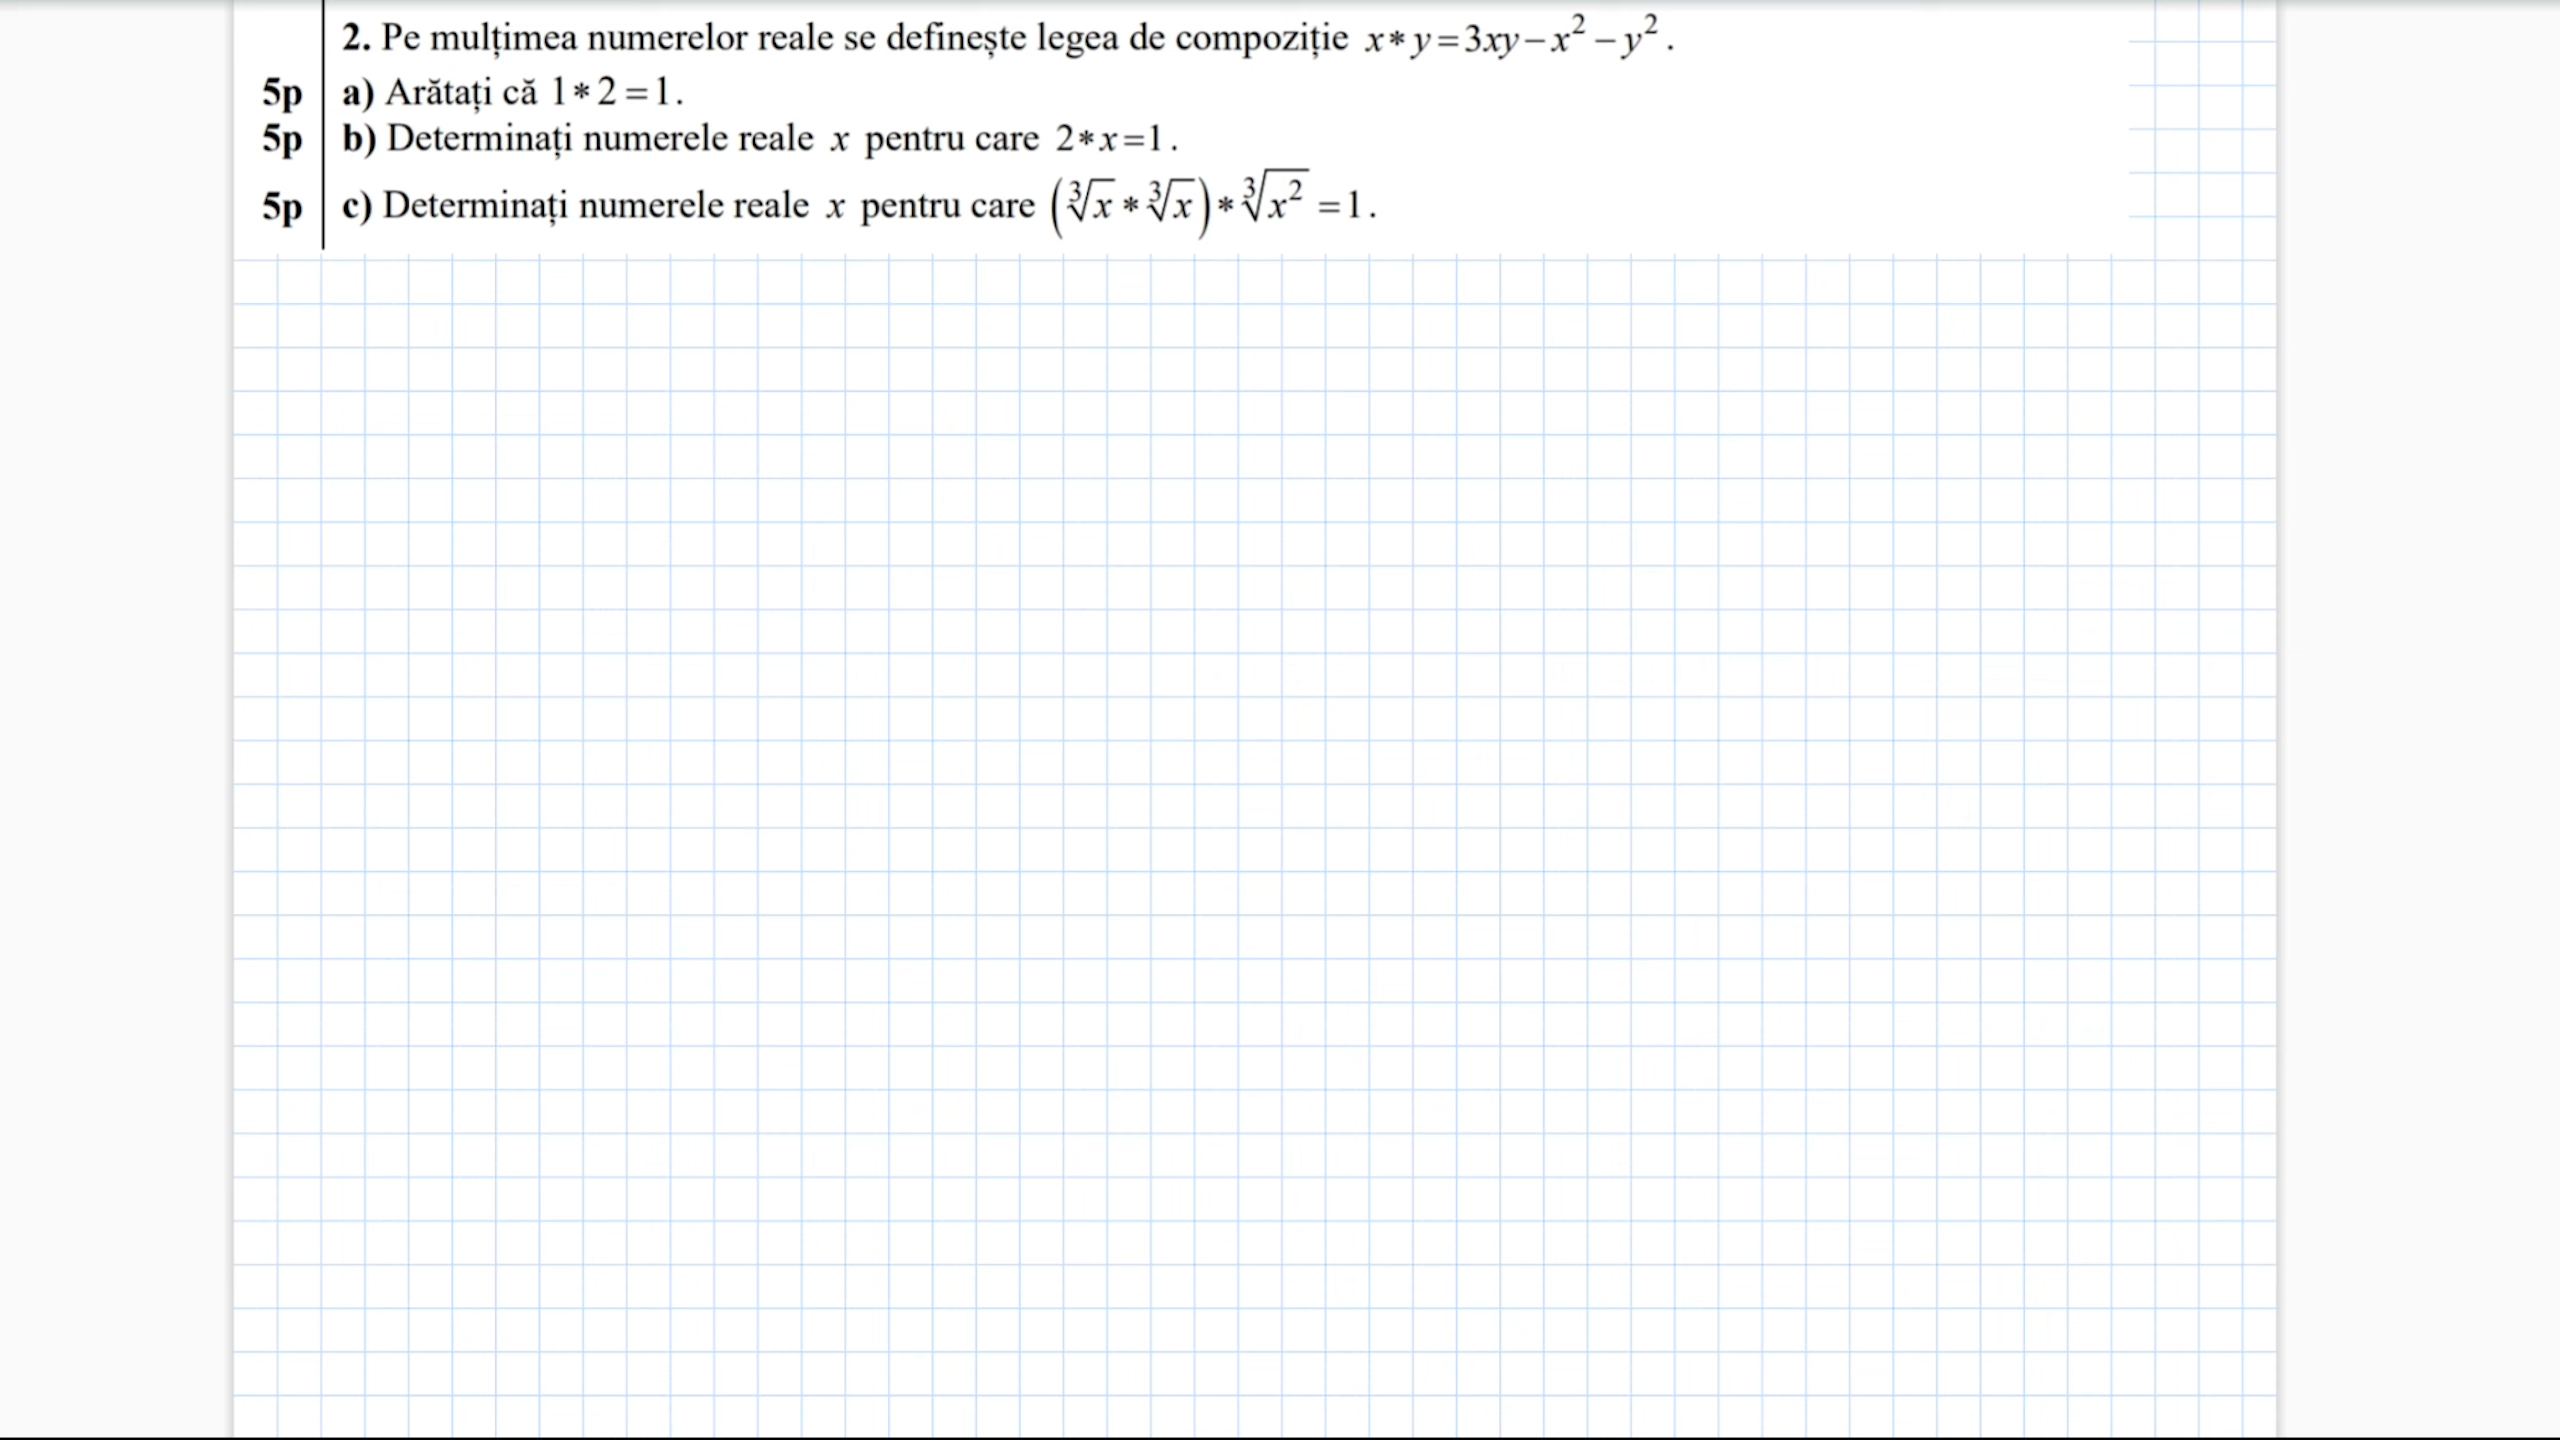 2. Pe mulțimea numerelor reale se definește legea de compoziție x*y=3xy−x²−y².
5p a) Arătați că 1*2=1.
5p b) Determinați numerele reale x pentru care 2*x=1.
5p c) Determinați numerele reale x pentru care (∛x * ∛x) * ∛x² = 1.